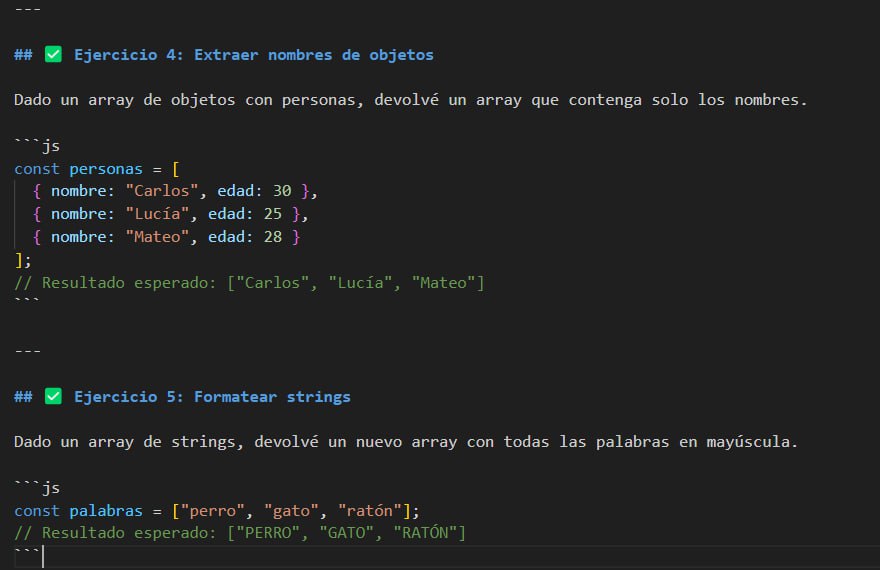 ---
## ✅ Ejercicio 4: Extraer nombres de objetos
Dado un array de objetos con personas, devolvé un array que contenga solo los nombres.
```js
const personas = [
  { nombre: "Carlos", edad: 30 },
  { nombre: "Lucía", edad: 25 },
  { nombre: "Mateo", edad: 28 }
];
// Resultado esperado: ["Carlos", "Lucía", "Mateo"]
```
---
## ✅ Ejercicio 5: Formatear strings
Dado un array de strings, devolvé un nuevo array con todas las palabras en mayúscula.
```js
const palabras = ["perro", "gato", "ratón"];
// Resultado esperado: ["PERRO", "GATO", "RATÓN"]
```